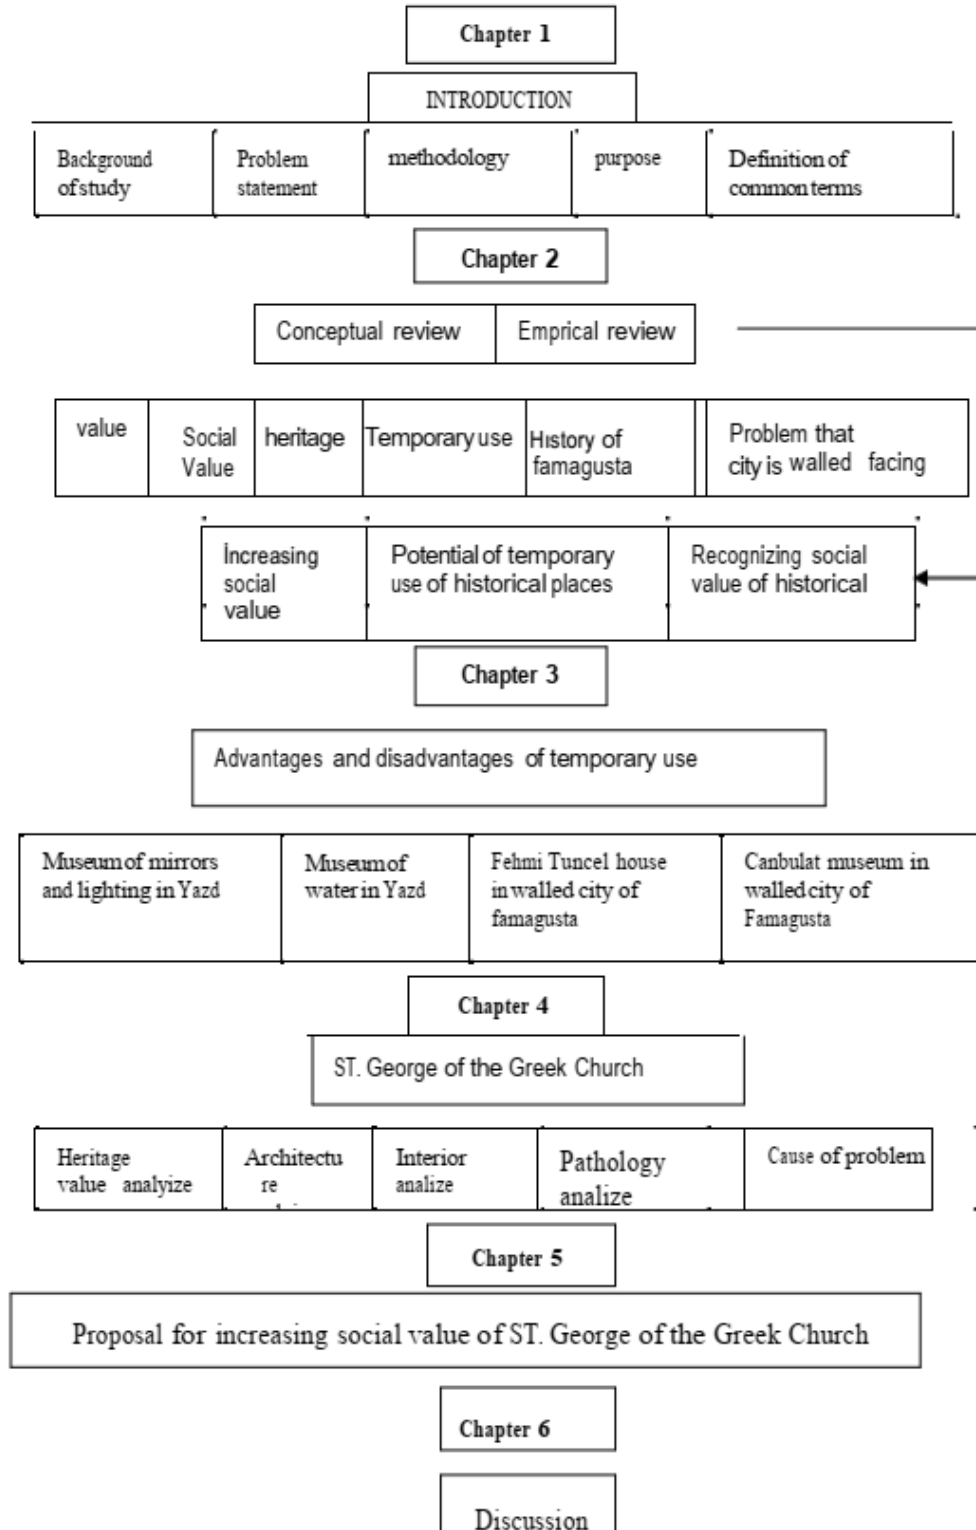 Chapter 1
INTRODUCTION
Background
of study
Problem
statement
methodology
purpose
Definition of
common terms
Chapter 2
Conceptual review
Emprical review
value
Social
Value
heritage
Temporary use
History of
famagusta
Problem that
city is walled facing
İncreasing
social
value
Potential of temporary
use of historical places
Recognizing social
value of historical
Chapter 3
Advantages and disadvantages of temporary use
Museum of mirrors
and lighting in Yazd
Museum of
water in Yazd
Fehmi Tuncel house
in walled city of
famagusta
Canbulat museum in
walled city of
Famagusta
Chapter 4
ST. George of the Greek Church
Heritage
value analyize
Architectu
re
Interior
analize
Pathology
analize
Cause of problem
Chapter 5
Proposal for increasing social value of ST. George of the Greek Church
Chapter 6
Discussion